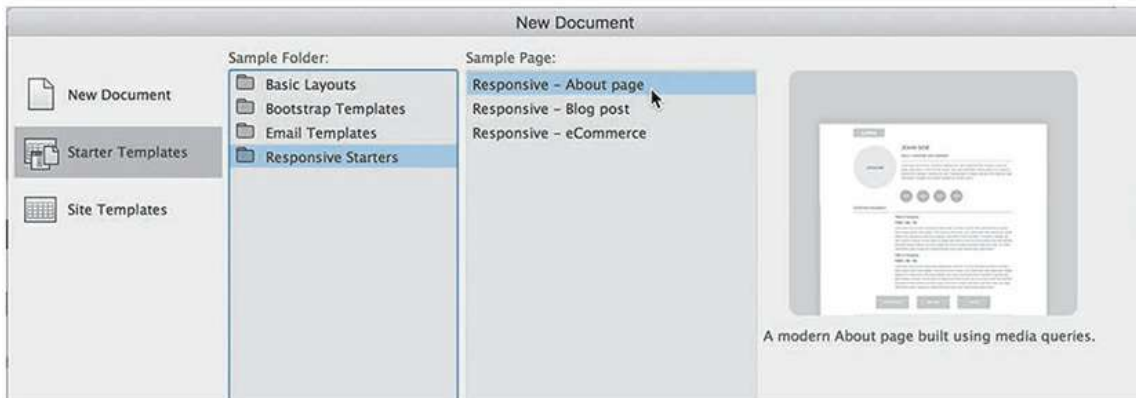 New Document
New Document
Starter Templates
Site Templates
Sample Folder:
Basic Layouts
Bootstrap Templates
Email Templates
Responsive Starters
Sample Page:
Responsive – About page
Responsive – Blog post
Responsive – eCommerce
A modern About page built using media queries.